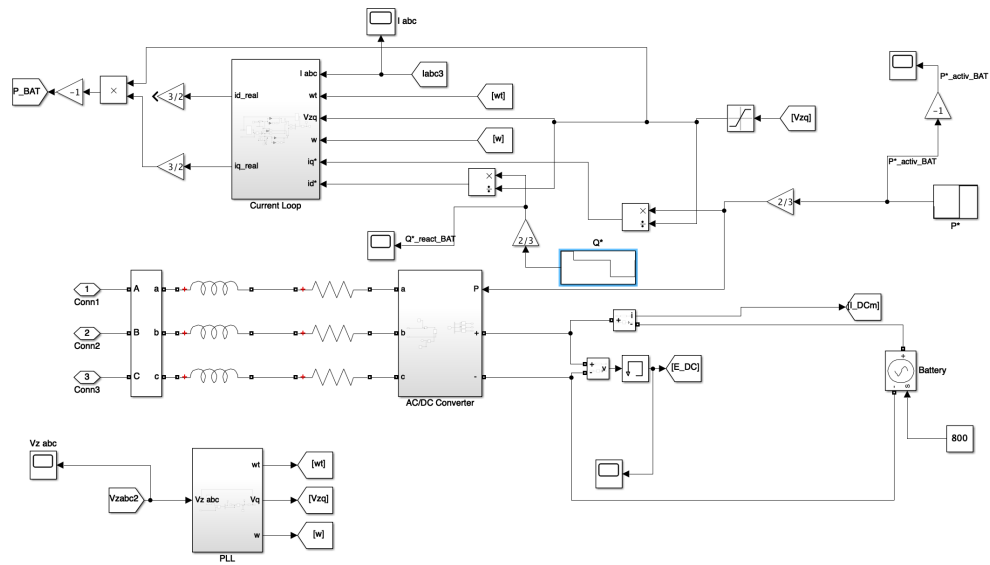 I abc
P_BAT
-1
×
3/2
3/2
I abc
wt
Vzq
w
iq*
id*
id_real
iq_real
Current Loop
Iabc3
[wt]
[w]
[Vzq]
P*_activ_BAT
-1
P*_activ_BAT
P*
2/3
×
÷
×
÷
Q*_react_BAT
2/3
Q*
1
Conn1
2
Conn2
3
Conn3
A
a
B
b
C
c
a
b
c
P
+
-
AC/DC Converter
+
i
-
[I_DCm]
+
-
v
[E_DC]
+
-
s
Battery
800
Vz abc
Vzabc2
Vz abc
wt
Vq
w
PLL
[wt]
[Vzq]
[w]